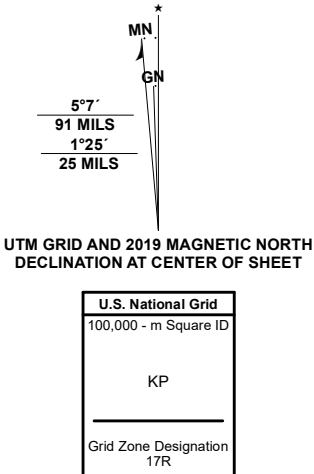 ★
MN
GN
5°7´
91 MILS
1°25´
25 MILS
UTM GRID AND 2019 MAGNETIC NORTH
DECLINATION AT CENTER OF SHEET
U.S. National Grid
100,000 - m Square ID
KP
Grid Zone Designation
17R